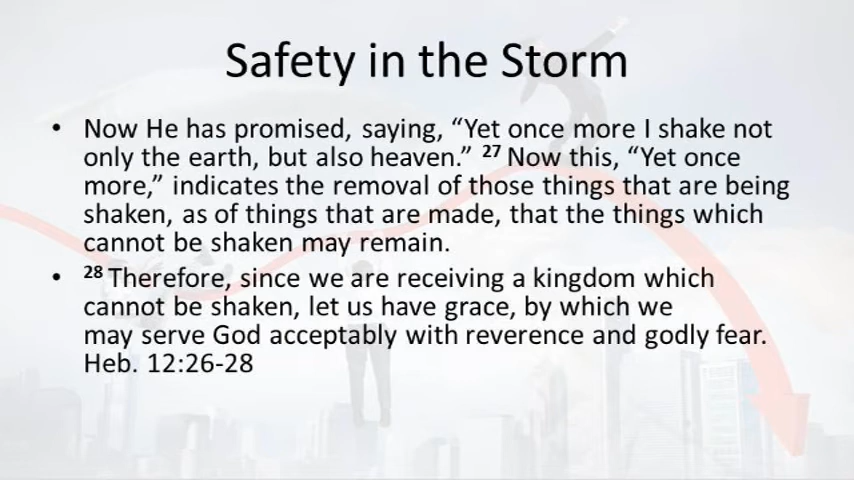 Safety in the Storm
• Now He has promised, saying, “Yet once more I shake not
only the earth, but also heaven.” 27 Now this, “Yet once
more,” indicates the removal of those things that are being
shaken, as of things that are made, that the things which
cannot be shaken may remain.
• 28 Therefore, since we are receiving a kingdom which
cannot be shaken, let us have grace, by which we
may serve God acceptably with reverence and godly fear.
Heb. 12:26-28